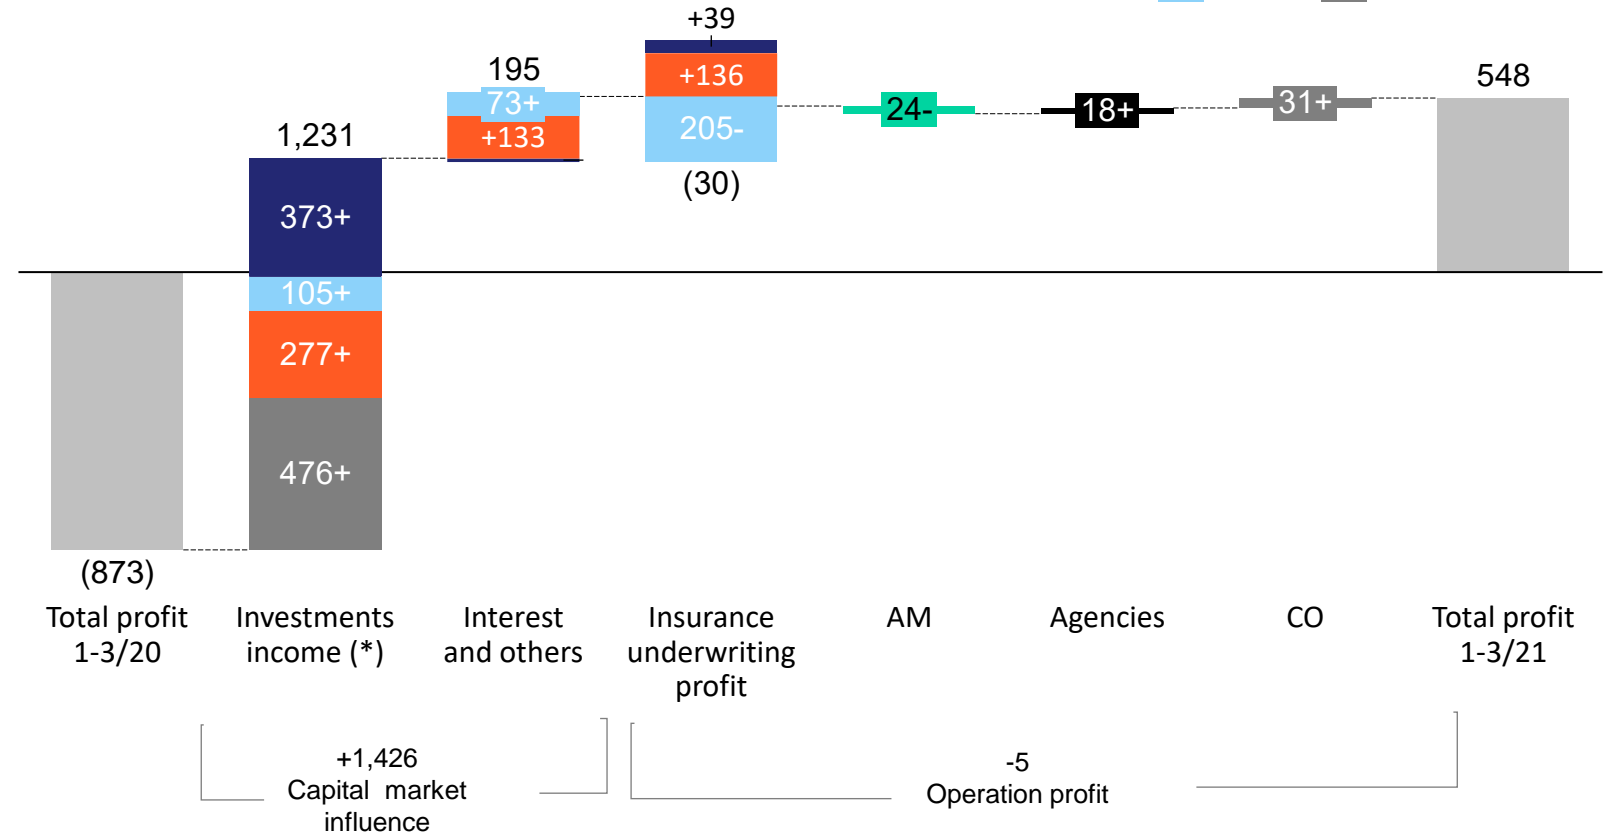 +39
195
548
+136
73+
24-
18+
31+
1,231
+133
205-
(30)
373+
105+
277+
476+
(873)
Total profit
1-3/20
Investments
income (*)
Interest
and others
Insurance
underwriting
profit
AM
Agencies
CO
Total profit
1-3/21
+1,426
Capital market
influence
-5
Operation profit